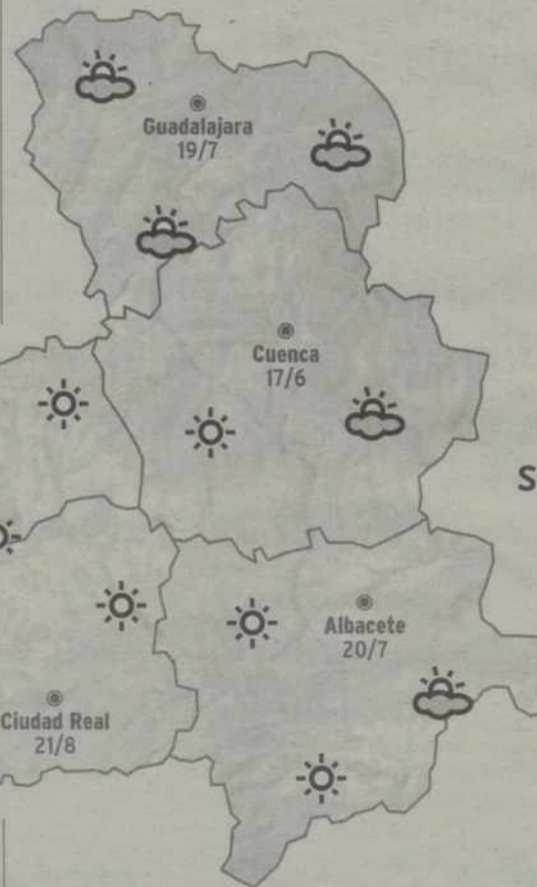 Guadalajara
19/7
Cuenca
17/6
S
Albacete
20/7
Ciudad Real
21/8